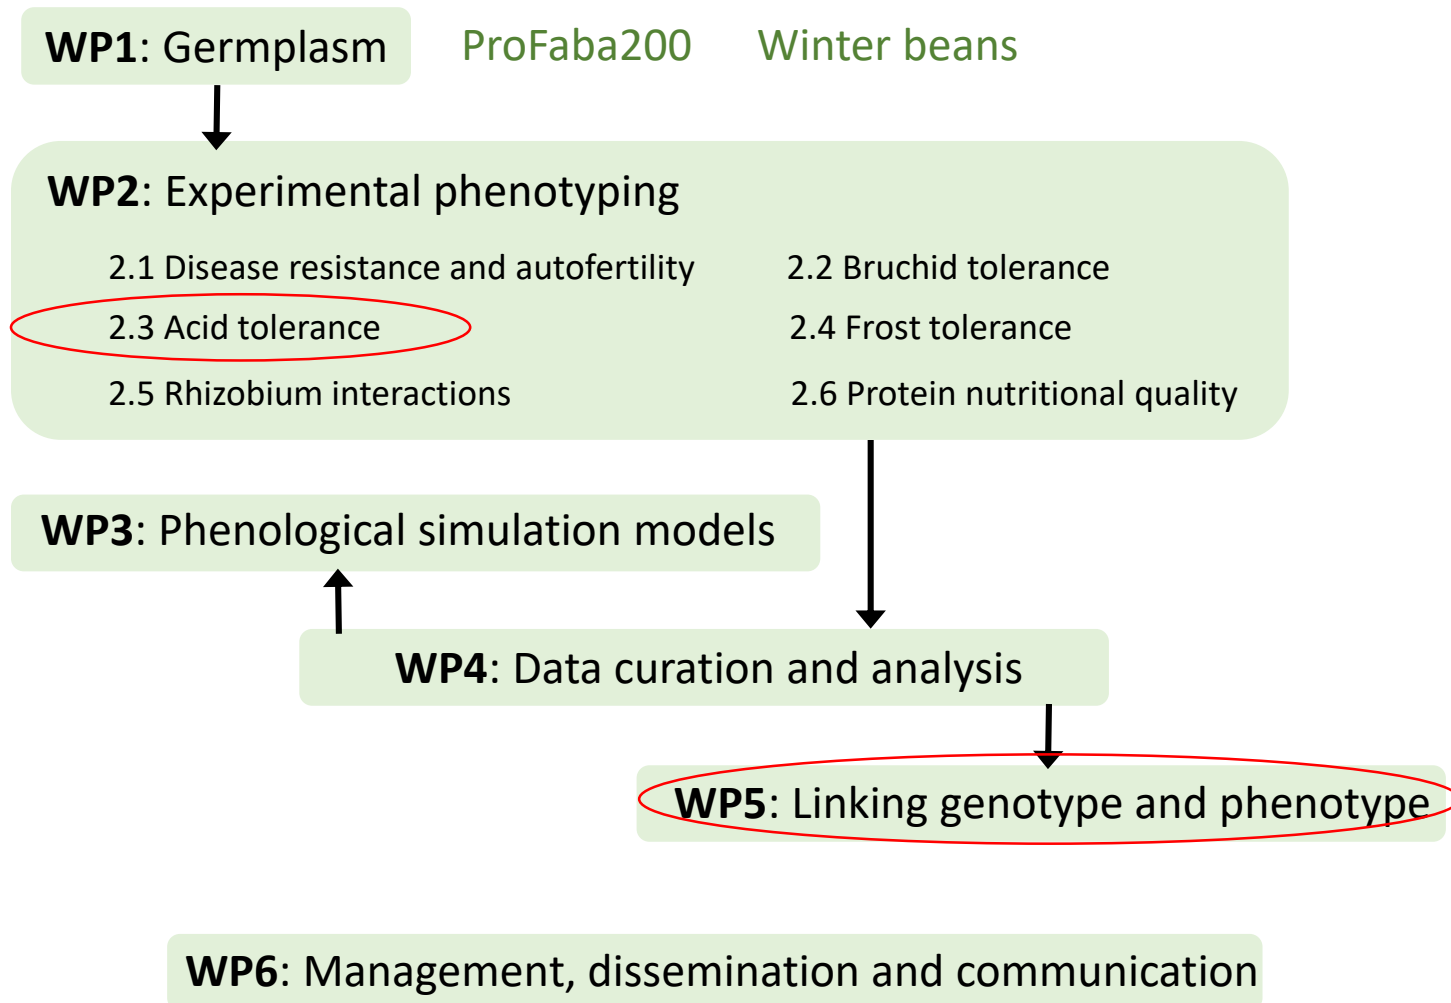 WP1: Germplasm ProFaba200 Winter beans
WP2: Experimental phenotyping
2.1 Disease resistance and autofertility 2.2 Bruchid tolerance
2.3 Acid tolerance 2.4 Frost tolerance
2.5 Rhizobium interactions 2.6 Protein nutritional quality
WP3: Phenological simulation models
WP4: Data curation and analysis
WP5: Linking genotype and phenotype
WP6: Management, dissemination and communication